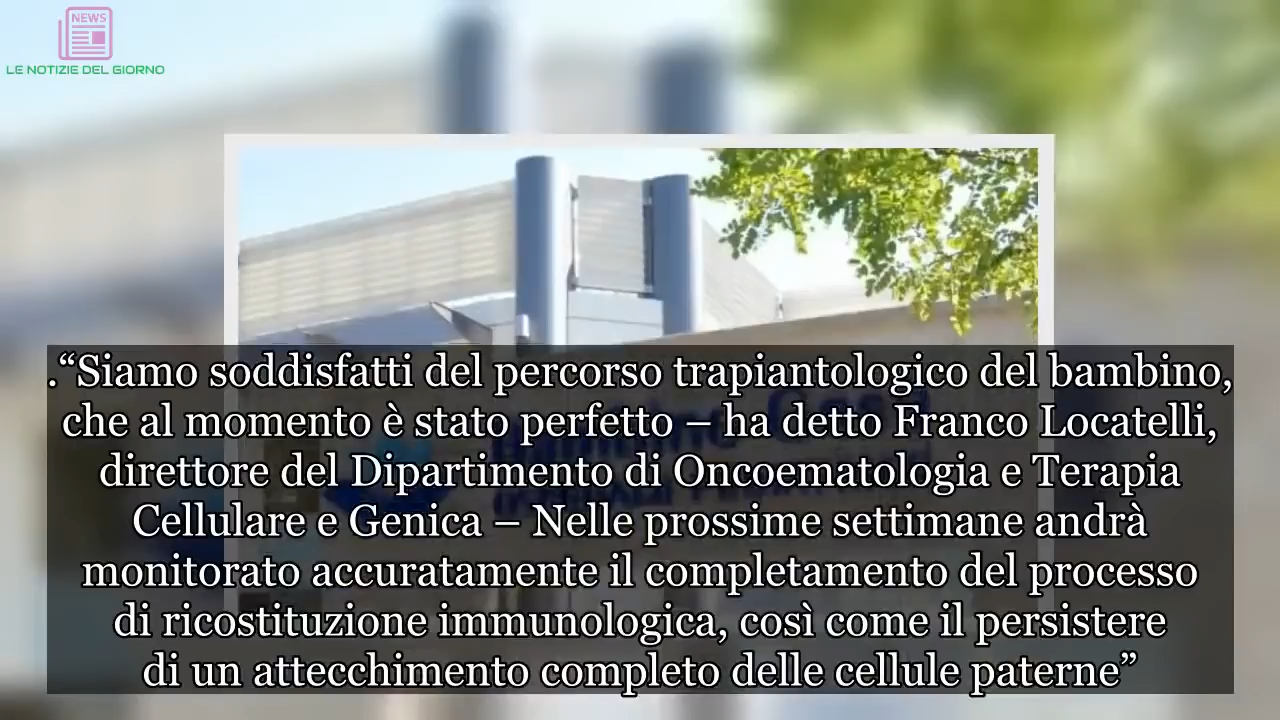 NEWS
LE NOTIZIE DEL GIORNO
.“Siamo soddisfatti del percorso trapiantologico del bambino,
che al momento è stato perfetto – ha detto Franco Locatelli,
direttore del Dipartimento di Oncoematologia e Terapia
Cellulare e Genica – Nelle prossime settimane andrà
monitorato accuratamente il completamento del processo
di ricostituzione immunologica, così come il persistere
di un attecchimento completo delle cellule paterne”